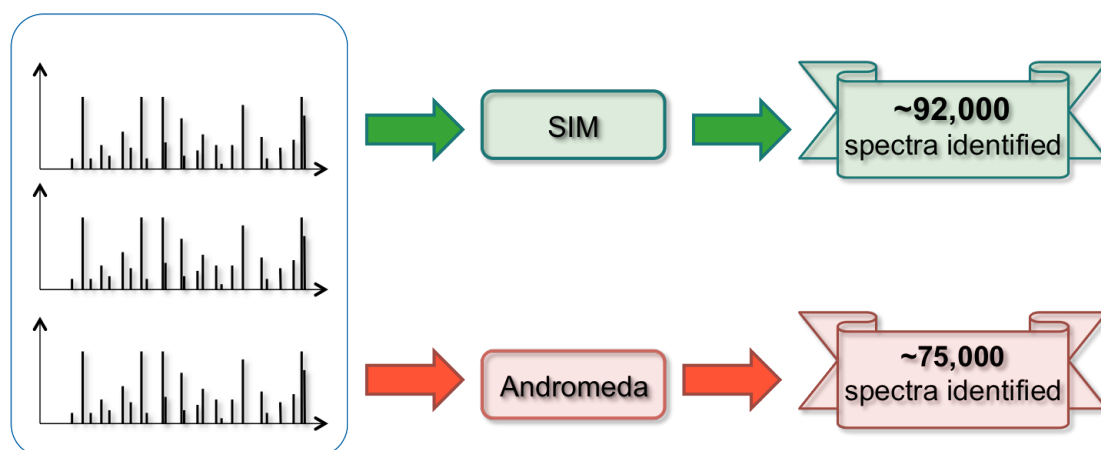 SIM
~92,000
spectra identified
Andromeda
~75,000
spectra identified